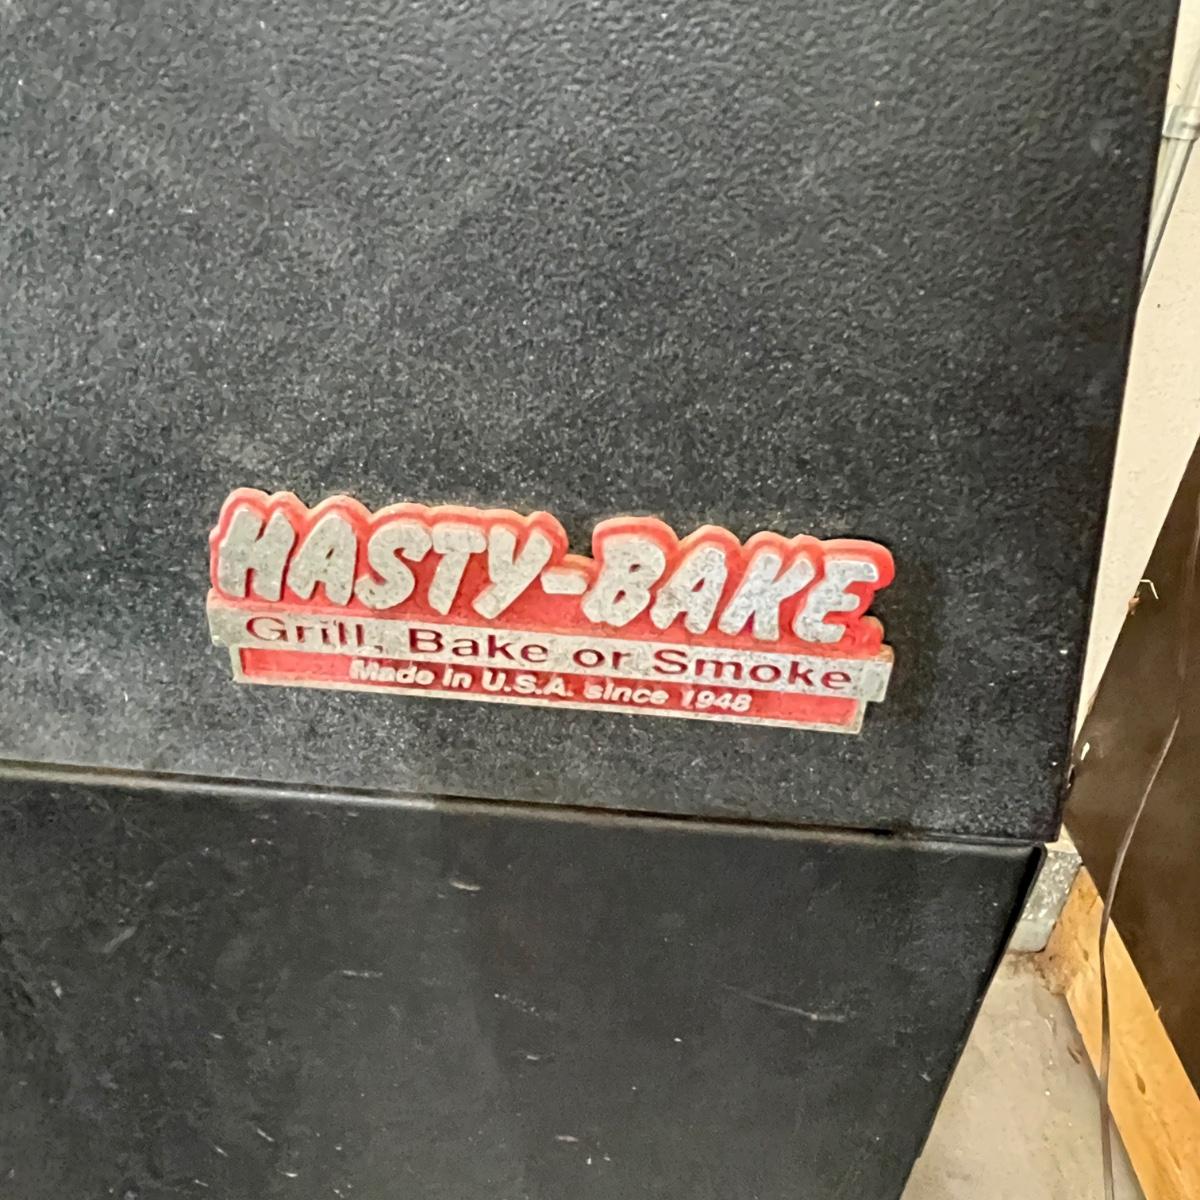 HASTY-BAKE
Grill, Bake or Smoke
Made in U.S.A. since 1948